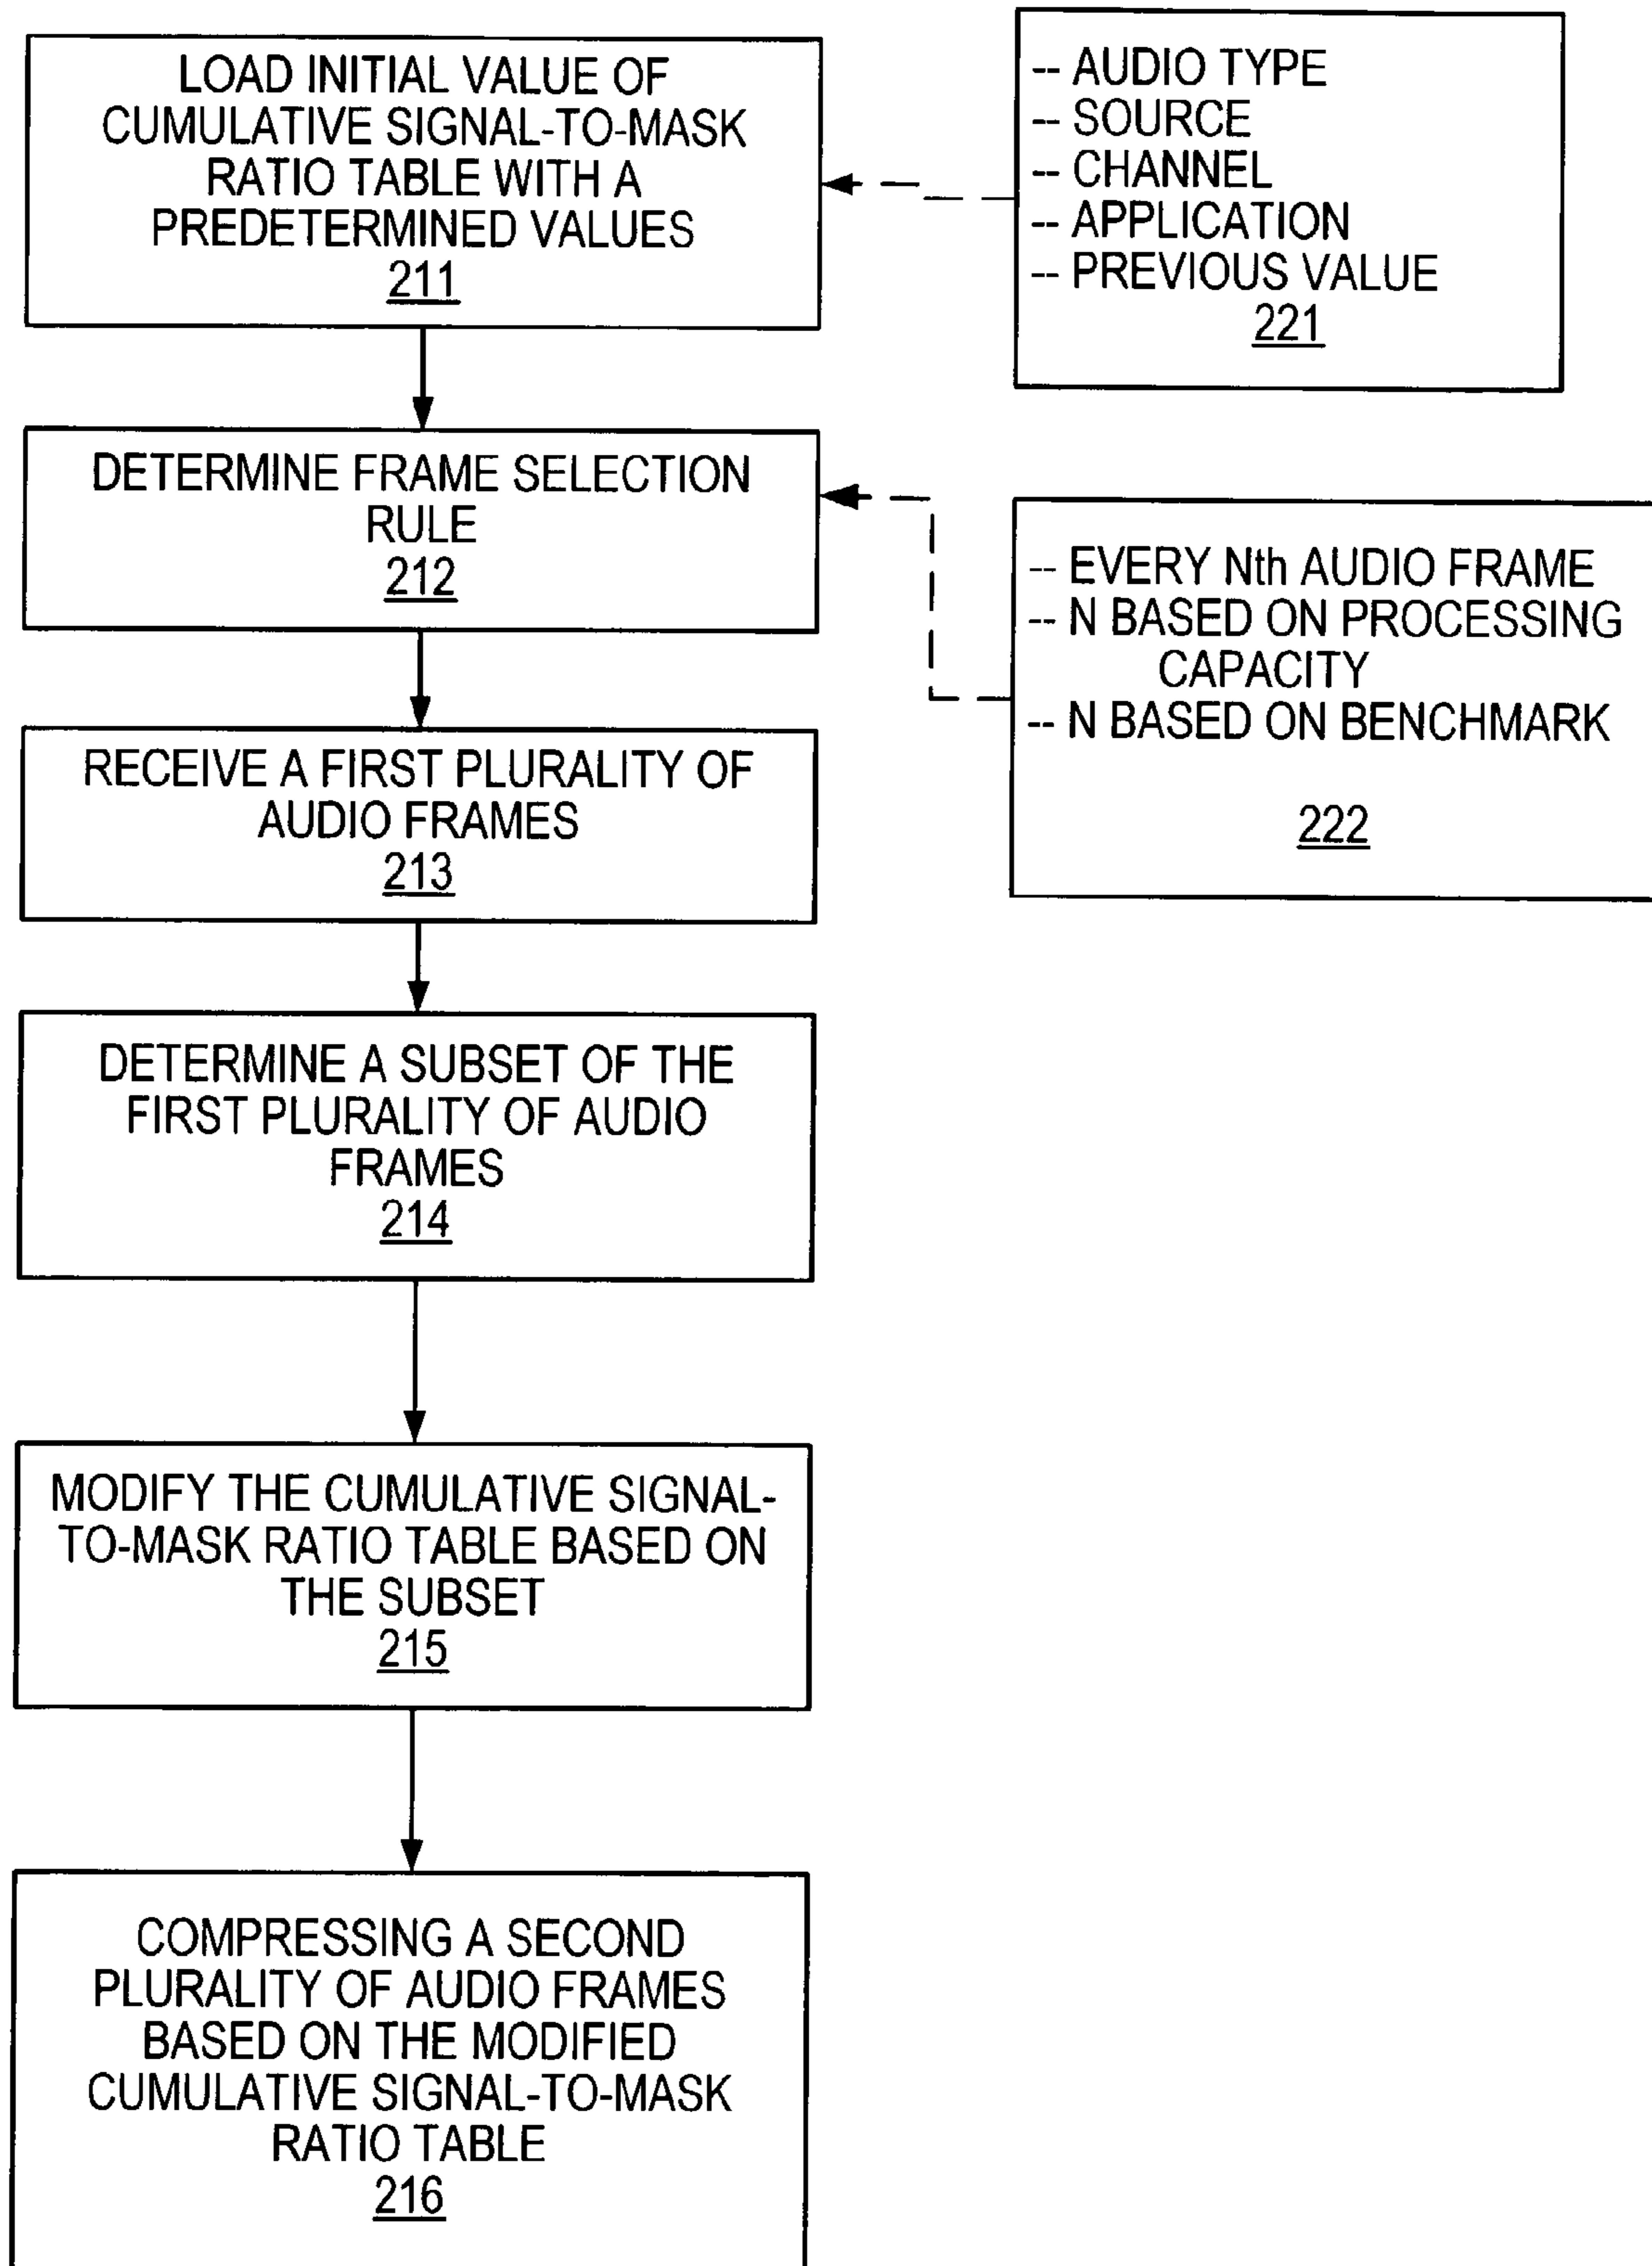 LOAD INITIAL VALUE OF
CUMULATIVE SIGNAL-TO-MASK
RATIO TABLE WITH A
PREDETERMINED VALUES
211
-- AUDIO TYPE
-- SOURCE
-- CHANNEL
-- APPLICATION
-- PREVIOUS VALUE
221
DETERMINE FRAME SELECTION
RULE
212
-- EVERY Nth AUDIO FRAME
-- N BASED ON PROCESSING
CAPACITY
-- N BASED ON BENCHMARK
222
RECEIVE A FIRST PLURALITY OF
AUDIO FRAMES
213
DETERMINE A SUBSET OF THE
FIRST PLURALITY OF AUDIO
FRAMES
214
MODIFY THE CUMULATIVE SIGNAL-
TO-MASK RATIO TABLE BASED ON
THE SUBSET
215
COMPRESSING A SECOND
PLURALITY OF AUDIO FRAMES
BASED ON THE MODIFIED
CUMULATIVE SIGNAL-TO-MASK
RATIO TABLE
216